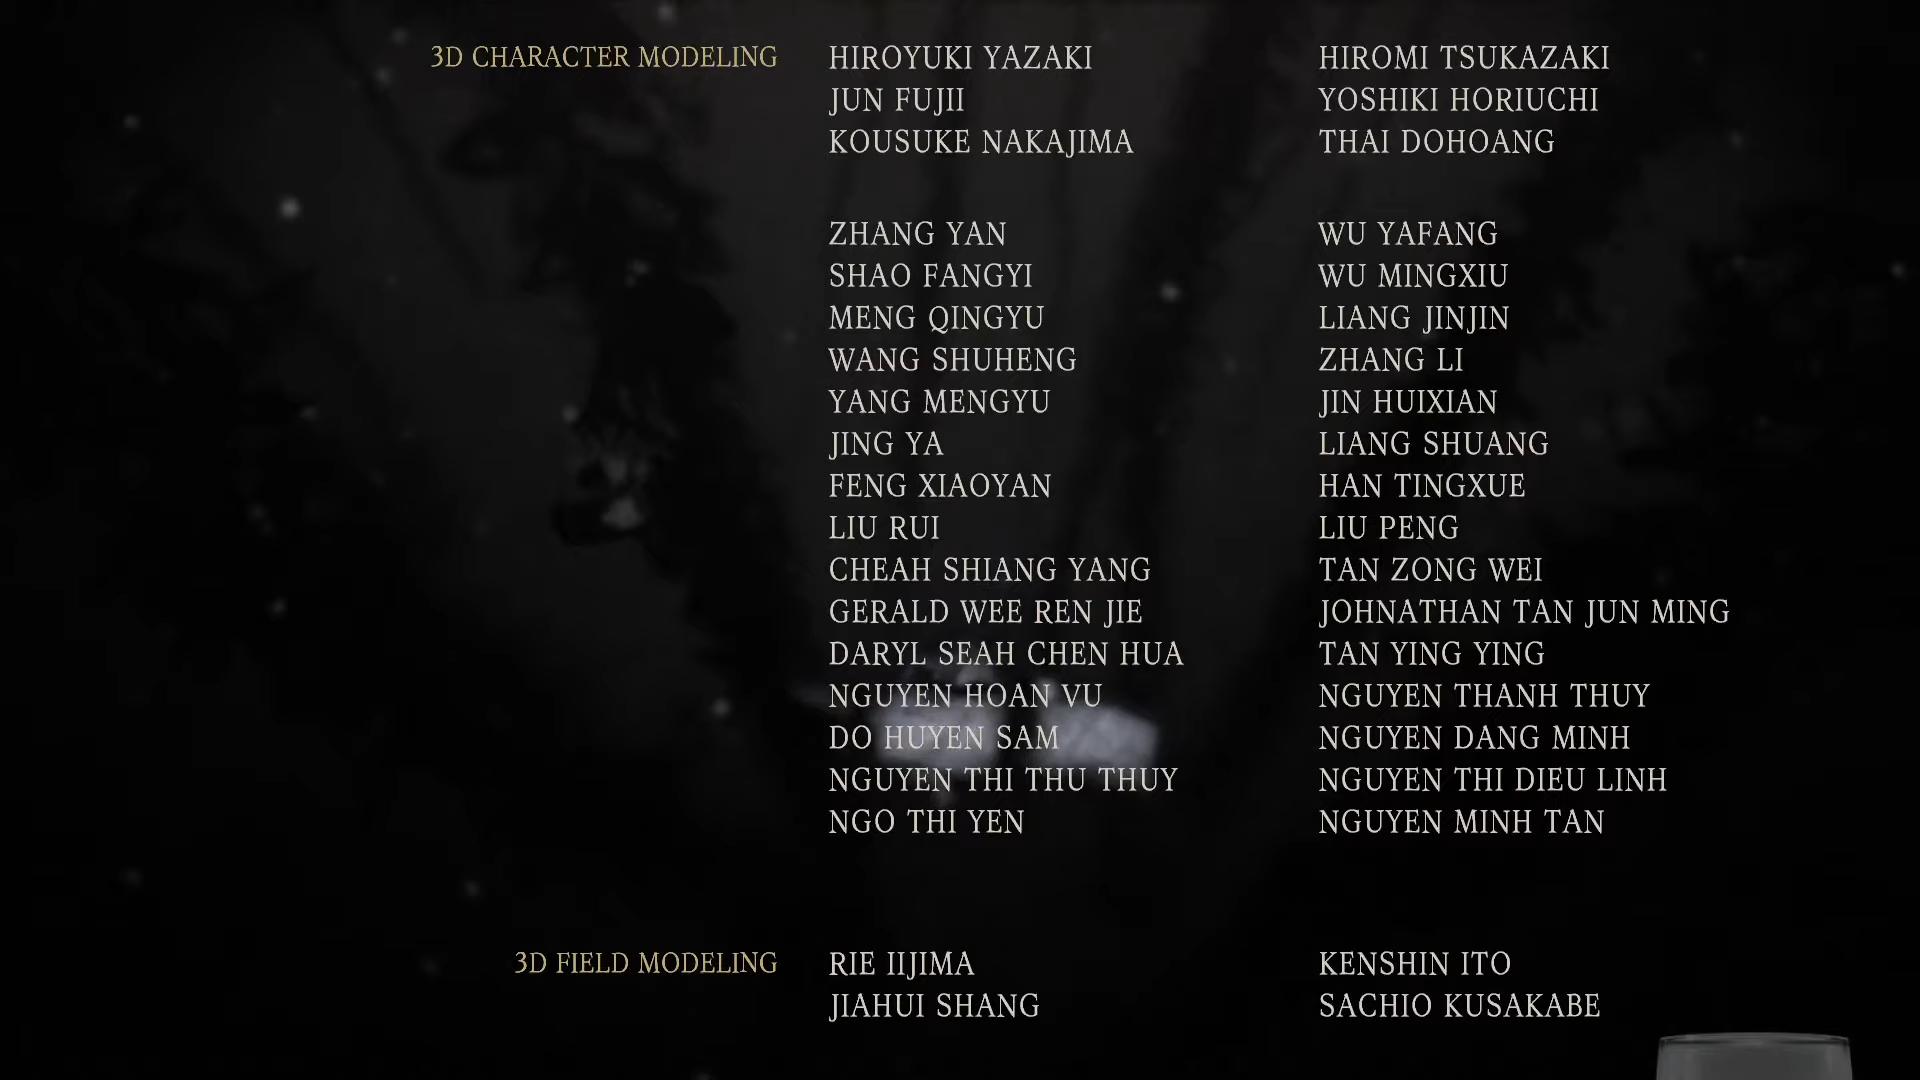 3D CHARACTER MODELING HIROYUKI YAZAKI HIROMI TSUKAZAKI
JUN FUJII YOSHIKI HORIUCHI
KOUSUKE NAKAJIMA THAI DOHOANG
ZHANG YAN WU YAFANG
SHAO FANGYI WU MINGXIU
MENG QINGYU LIANG JINJIN
WANG SHUHENG ZHANG LI
YANG MENGYU JIN HUIXIAN
JING YA LIANG SHUANG
FENG XIAOYAN HAN TINGXUE
LIU RUI LIU PENG
CHEAH SHIANG YANG TAN ZONG WEI
GERALD WEE REN JIE JOHNATHAN TAN JUN MING
DARYL SEAH CHEN HUA TAN YING YING
NGUYEN HOAN VU NGUYEN THANH THUY
DO HUYEN SAM NGUYEN DANG MINH
NGUYEN THI THU THUY NGUYEN THI DIEU LINH
NGO THI YEN NGUYEN MINH TAN
3D FIELD MODELING RIE IIJIMA KENSHIN ITO
JIAHUI SHANG SACHIO KUSAKABE